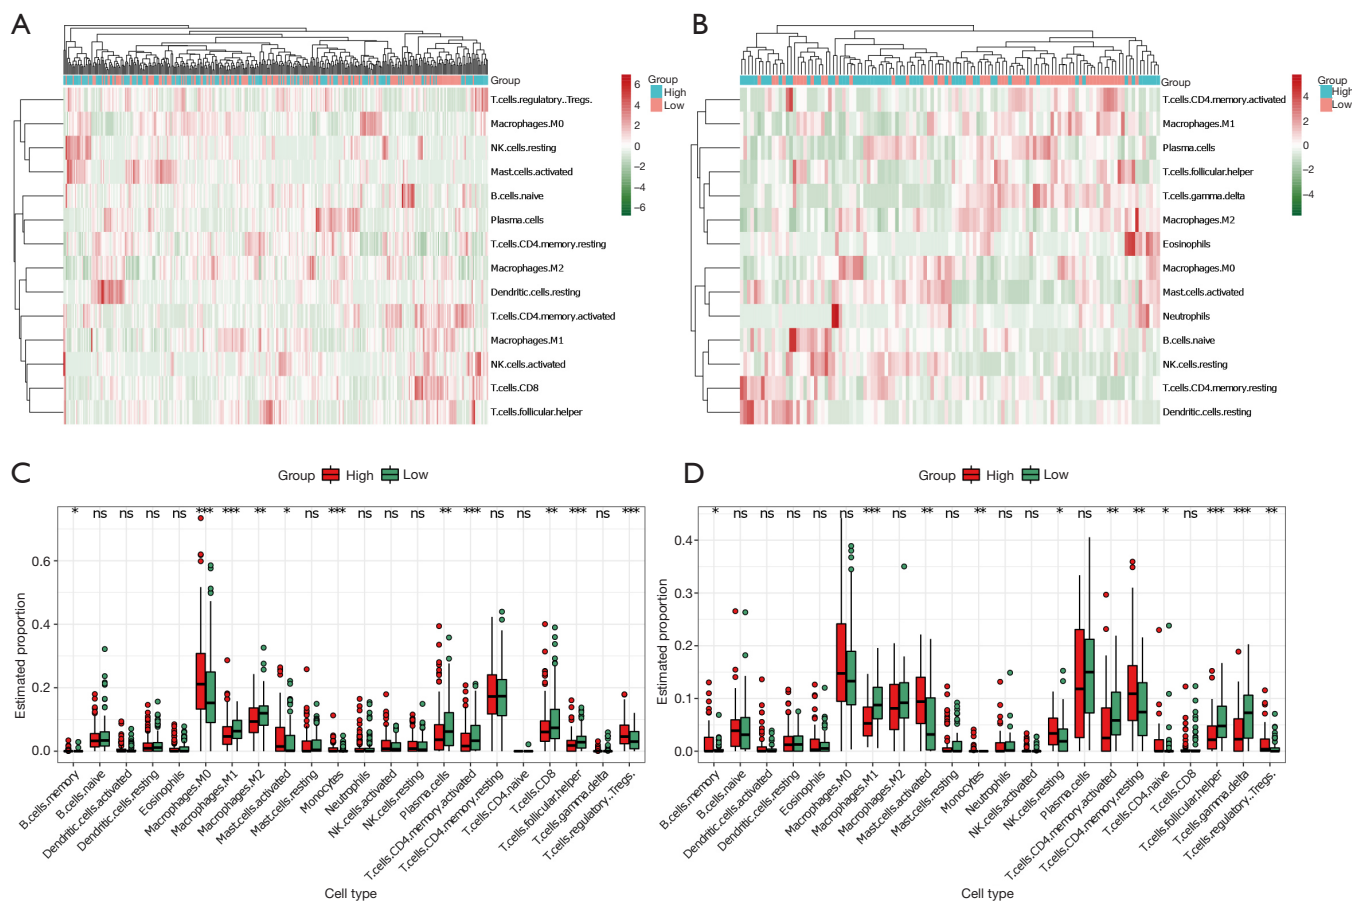 A
Group
6
4
2
0
−2
−4
−6
Group
High
Low
T.cells.regulatory..Tregs.
Macrophages.M0
NK.cells.resting
Mast.cells.activated
B.cells.naive
Plasma.cells
T.cells.CD4.memory.resting
Macrophages.M2
Dendritic.cells.resting
T.cells.CD4.memory.activated
Macrophages.M1
NK.cells.activated
T.cells.CD8
T.cells.follicular.helper
B
Group
4
2
0
−2
−4
Group
High
Low
T.cells.CD4.memory.activated
Macrophages.M1
Plasma.cells
T.cells.follicular.helper
T.cells.gamma.delta
Macrophages.M2
Eosinophils
Macrophages.M0
Mast.cells.activated
Neutrophils
B.cells.naive
NK.cells.resting
T.cells.CD4.memory.resting
Dendritic.cells.resting
C
Group High Low
* ns ns ns ns *** *** ** * ns *** ns ns ns ** *** ns ns ** *** ns ***
Estimated proportion
0.6
0.4
0.2
0.0
B.cells.memory
B.cells.naive
Dendritic.cells.activated
Dendritic.cells.resting
Eosinophils
Macrophages.M0
Macrophages.M1
Macrophages.M2
Mast.cells.activated
Mast.cells.resting
Monocytes
Neutrophils
NK.cells.activated
NK.cells.resting
Plasma.cells
T.cells.CD4.memory.activated
T.cells.CD4.memory.resting
T.cells.CD4.naive
T.cells.CD8
T.cells.follicular.helper
T.cells.gamma.delta
T.cells.regulatory..Tregs.
Cell type
D
Group High Low
* ns ns ns ns ns *** ns ** ns ** ns ns * ns ** ** * ns *** *** **
Estimated proportion
0.4
0.3
0.2
0.1
0.0
B.cells.memory
B.cells.naive
Dendritic.cells.activated
Dendritic.cells.resting
Eosinophils
Macrophages.M0
Macrophages.M1
Macrophages.M2
Mast.cells.activated
Mast.cells.resting
Monocytes
Neutrophils
NK.cells.activated
NK.cells.resting
Plasma.cells
T.cells.CD4.memory.activated
T.cells.CD4.memory.resting
T.cells.CD4.naive
T.cells.CD8
T.cells.follicular.helper
T.cells.gamma.delta
T.cells.regulatory..Tregs.
Cell type